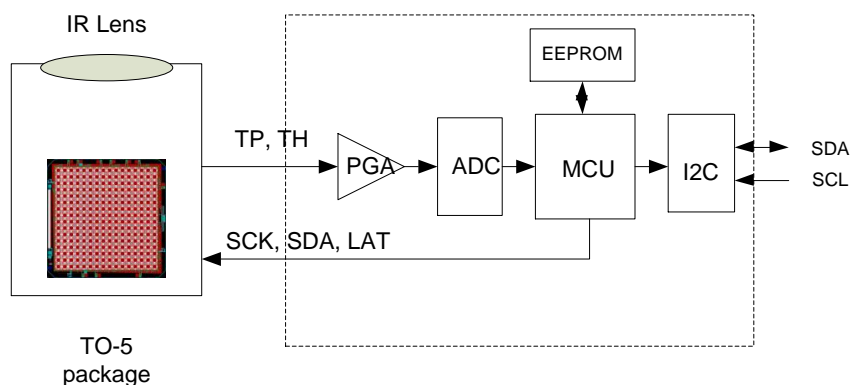 IR Lens
EEPROM
TP, TH
PGA
ADC
MCU
I2C
SDA
SCL
SCK, SDA, LAT
TO-5
package